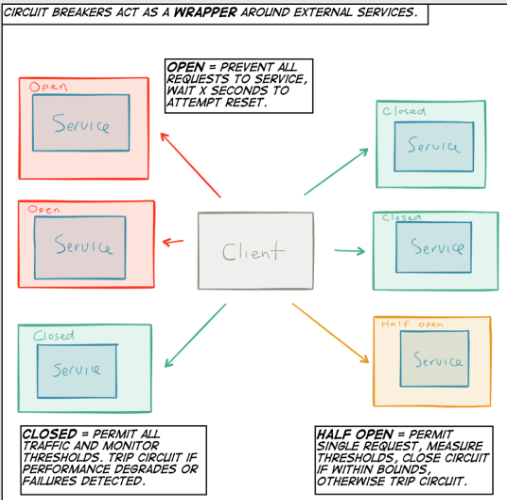 CIRCUIT BREAKERS ACT AS A WRAPPER AROUND EXTERNAL SERVICES.
OPEN = PREVENT ALL
REQUESTS TO SERVICE,
WAIT X SECONDS TO
ATTEMPT RESET.
Open
Service
Closed
Service
Open
Service
Client
Closed
Service
Closed
Service
Half open
Service
CLOSED = PERMIT ALL
TRAFFIC AND MONITOR
THRESHOLDS. TRIP CIRCUIT IF
PERFORMANCE DEGRADES OR
FAILURES DETECTED.
HALF OPEN = PERMIT
SINGLE REQUEST, MEASURE
THRESHOLDS, CLOSE CIRCUIT
IF WITHIN BOUNDS,
OTHERWISE TRIP CIRCUIT.